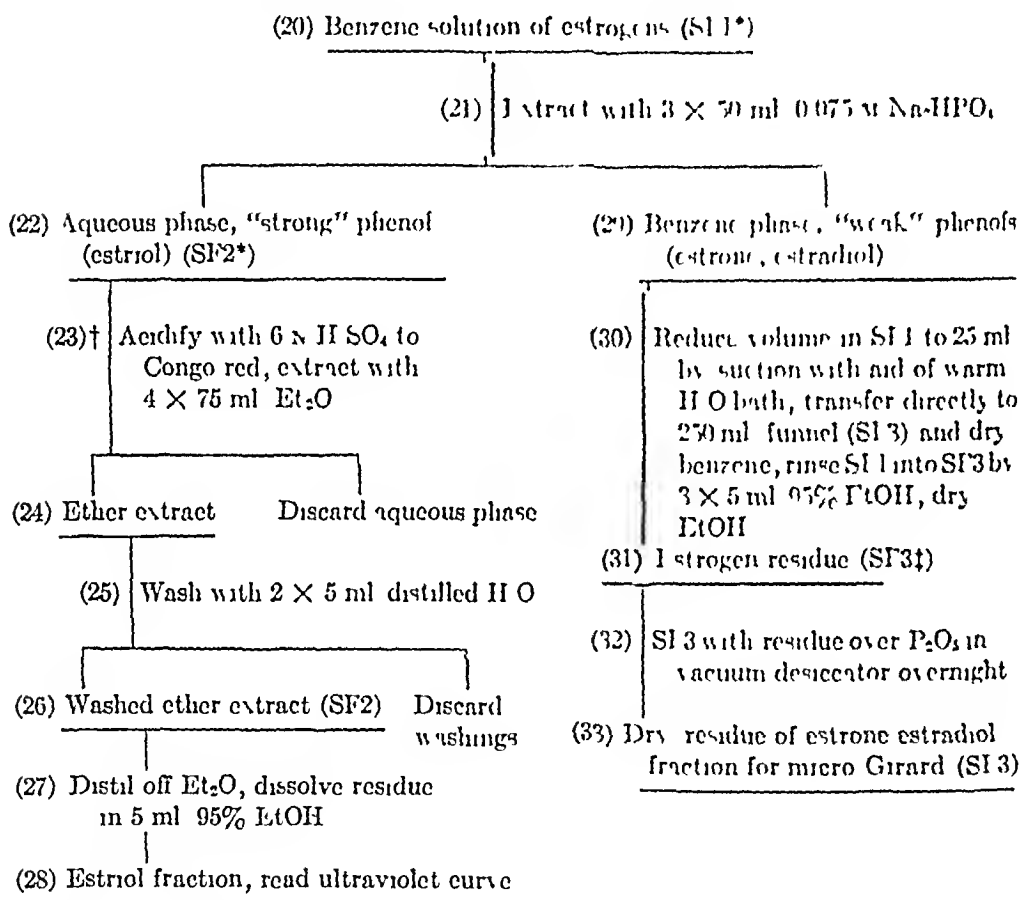 (20) Benzene solution of estrogens (SF1*)
(21) Extract with 3 × 50 ml 0 075 M Na₂HPO₄
(22) Aqueous phase, "strong" phenol
(estriol) (SF2*)
(23)† Acidify with 6 N H SO₄ to
Congo red, extract with
4 × 75 ml Et₂O
(24) Ether extract
Discard aqueous phase
(25) Wash with 2 × 5 ml distilled H O
(26) Washed ether extract (SF2)
Discard
washings
(27) Distil off Et₂O, dissolve residue
in 5 ml 95% EtOH
(28) Estriol fraction, read ultraviolet curve
(29) Benzene phase, "weak" phenols
(estrone, estradiol)
(30) Reduce volume in SF1 to 25 ml
by suction with aid of warm
H O bath, transfer directly to
250 ml funnel (SF3) and dry
benzene, rinse SF1 into SF3 by
3 × 5 ml 95% EtOH, dry
EtOH
(31) Estrogen residue (SF3‡)
(32) SF3 with residue over P₂O₅ in
vacuum desiccator overnight
(33) Dry residue of estrone estradiol
fraction for micro Girard (SF3)